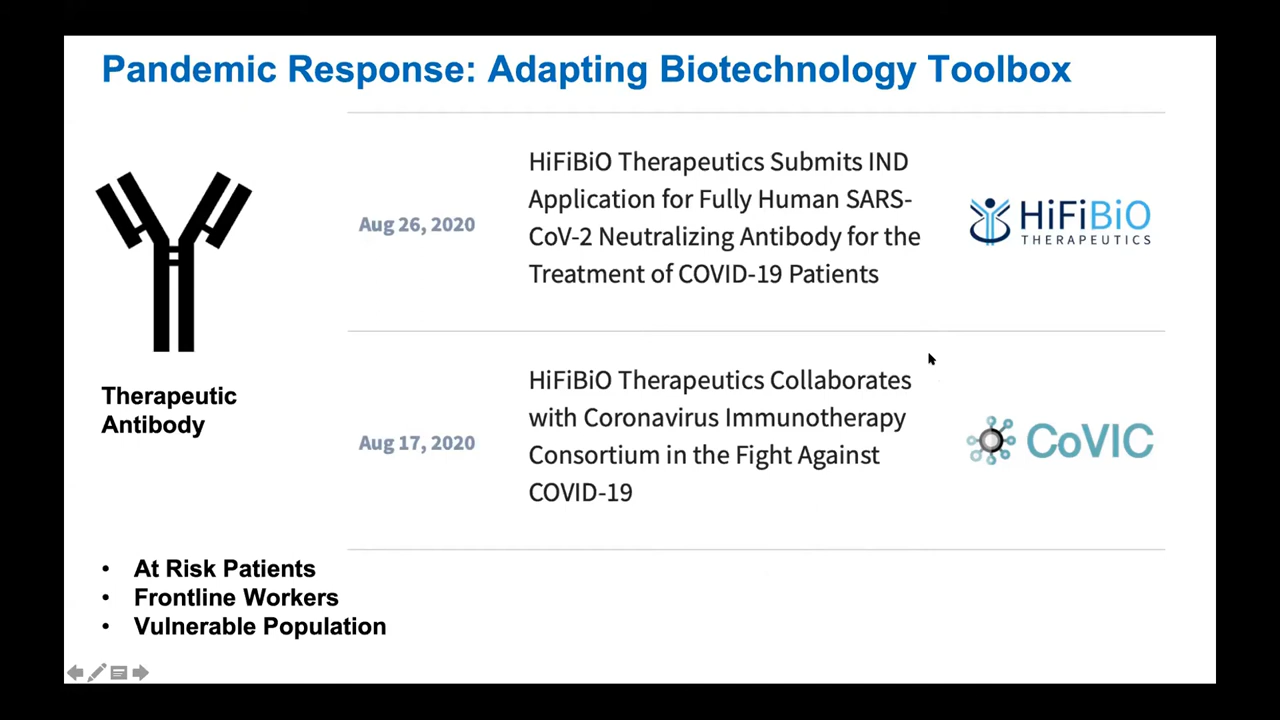 Pandemic Response: Adapting Biotechnology Toolbox
Therapeutic
Antibody
Aug 26, 2020
HiFiBiO Therapeutics Submits IND
Application for Fully Human SARS-
CoV-2 Neutralizing Antibody for the
Treatment of COVID-19 Patients
HiFiBiO
THERAPEUTICS
Aug 17, 2020
HiFiBiO Therapeutics Collaborates
with Coronavirus Immunotherapy
Consortium in the Fight Against
COVID-19
CoVIC
• At Risk Patients
• Frontline Workers
• Vulnerable Population